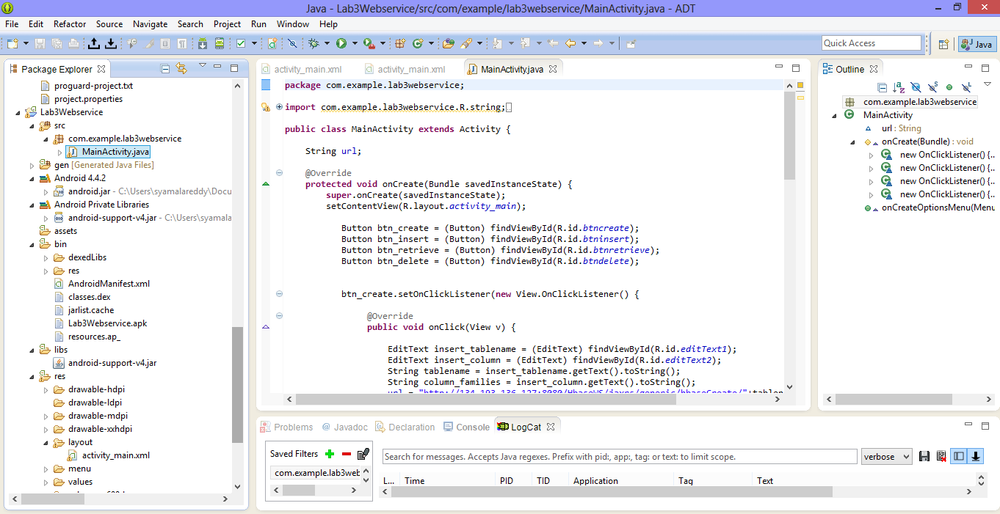 Java - Lab3Webservice/src/com/example/lab3webservice/MainActivity.java - ADT
File Edit Refactor Source Navigate Search Project Run Window Help
Quick Access
Java
Package Explorer
proguard-project.txt
project.properties
Lab3Webservice
src
com.example.lab3webservice
MainActivity.java
gen [Generated Java Files]
Android 4.4.2
android.jar - C:\Users\syamalareddy\Docu
Android Private Libraries
android-support-v4.jar - C:\Users\syamala
assets
bin
dexedLibs
res
AndroidManifest.xml
classes.dex
jarlist.cache
Lab3Webservice.apk
resources.ap_
libs
android-support-v4.jar
res
drawable-hdpi
drawable-ldpi
drawable-mdpi
drawable-xxhdpi
layout
activity_main.xml
menu
values
activity_main.xml activity_main.xml MainActivity.java
package com.example.lab3webservice;
import com.example.lab3webservice.R.string;
public class MainActivity extends Activity {
String url;
@Override
protected void onCreate(Bundle savedInstanceState) {
super.onCreate(savedInstanceState);
setContentView(R.layout.activity_main);
Button btn_create = (Button) findViewById(R.id.btncreate);
Button btn_insert = (Button) findViewById(R.id.btninsert);
Button btn_retrieve = (Button) findViewById(R.id.btnretrieve);
Button btn_delete = (Button) findViewById(R.id.btndelete);
btn_create.setOnClickListener(new View.OnClickListener() {
@Override
public void onClick(View v) {
EditText insert_tablename = (EditText) findViewById(R.id.editText1);
EditText insert_column = (EditText) findViewById(R.id.editText2);
String tablename = insert_tablename.getText().toString();
String column_families = insert_column.getText().toString();
url = "http://134.193.136.127:8080/HbaseWS/jaxrs/generic/hbaseCreate/"+tablen
Outline
com.example.lab3webservice
MainActivity
url : String
onCreate(Bundle) : void
new OnClickListener() {..
new OnClickListener() {..
new OnClickListener() {..
new OnClickListener() {..
onCreateOptionsMenu(Menu
Problems Javadoc Declaration Console LogCat
Saved Filters
com.example.lab3web
Search for messages. Accepts Java regexes. Prefix with pid:, app:, tag: or text: to limit scope.
verbose
L... Time PID TID Application Tag Text